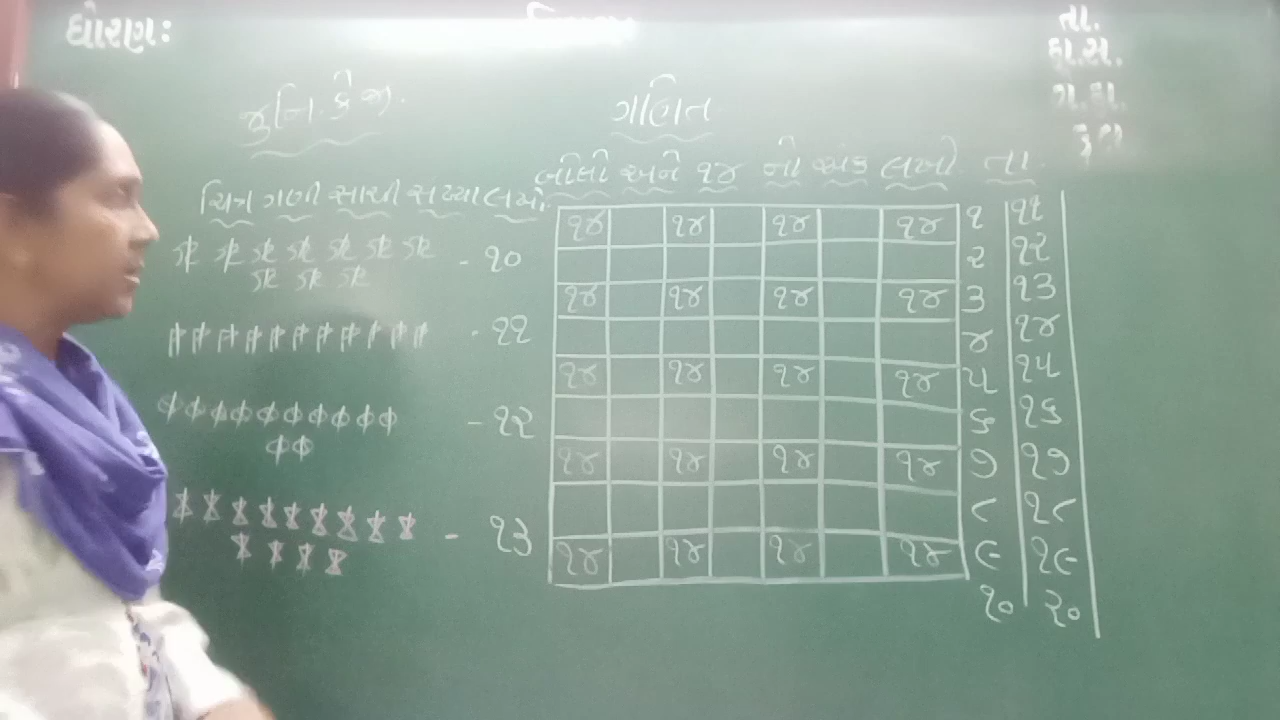 ધોરણ:
તા.
હા.સ.
ગ.હા.
કુલ
જુનિ. કે જી.
ગણિત
ચિત્ર ગણી સાચી સંખ્યા લખો.
બોલો અને ૧૪ નો અંક લખો. તા.
- ૧૦
- ૧૧
- ૧૨
- ૧૩
૧૪ ૧૪ ૧૪ ૧૪ ૧ ૧૧
૨ ૧૨
૧૪ ૧૪ ૧૪ ૧૪ ૩ ૧૩
૪ ૧૪
૧૪ ૧૪ ૧૪ ૧૪ ૫ ૧૫
૬ ૧૬
૧૪ ૧૪ ૧૪ ૧૪ ૭ ૧૭
૮ ૧૮
૧૪ ૧૪ ૧૪ ૧૪ ૯ ૧૯
૧૦ ૨૦